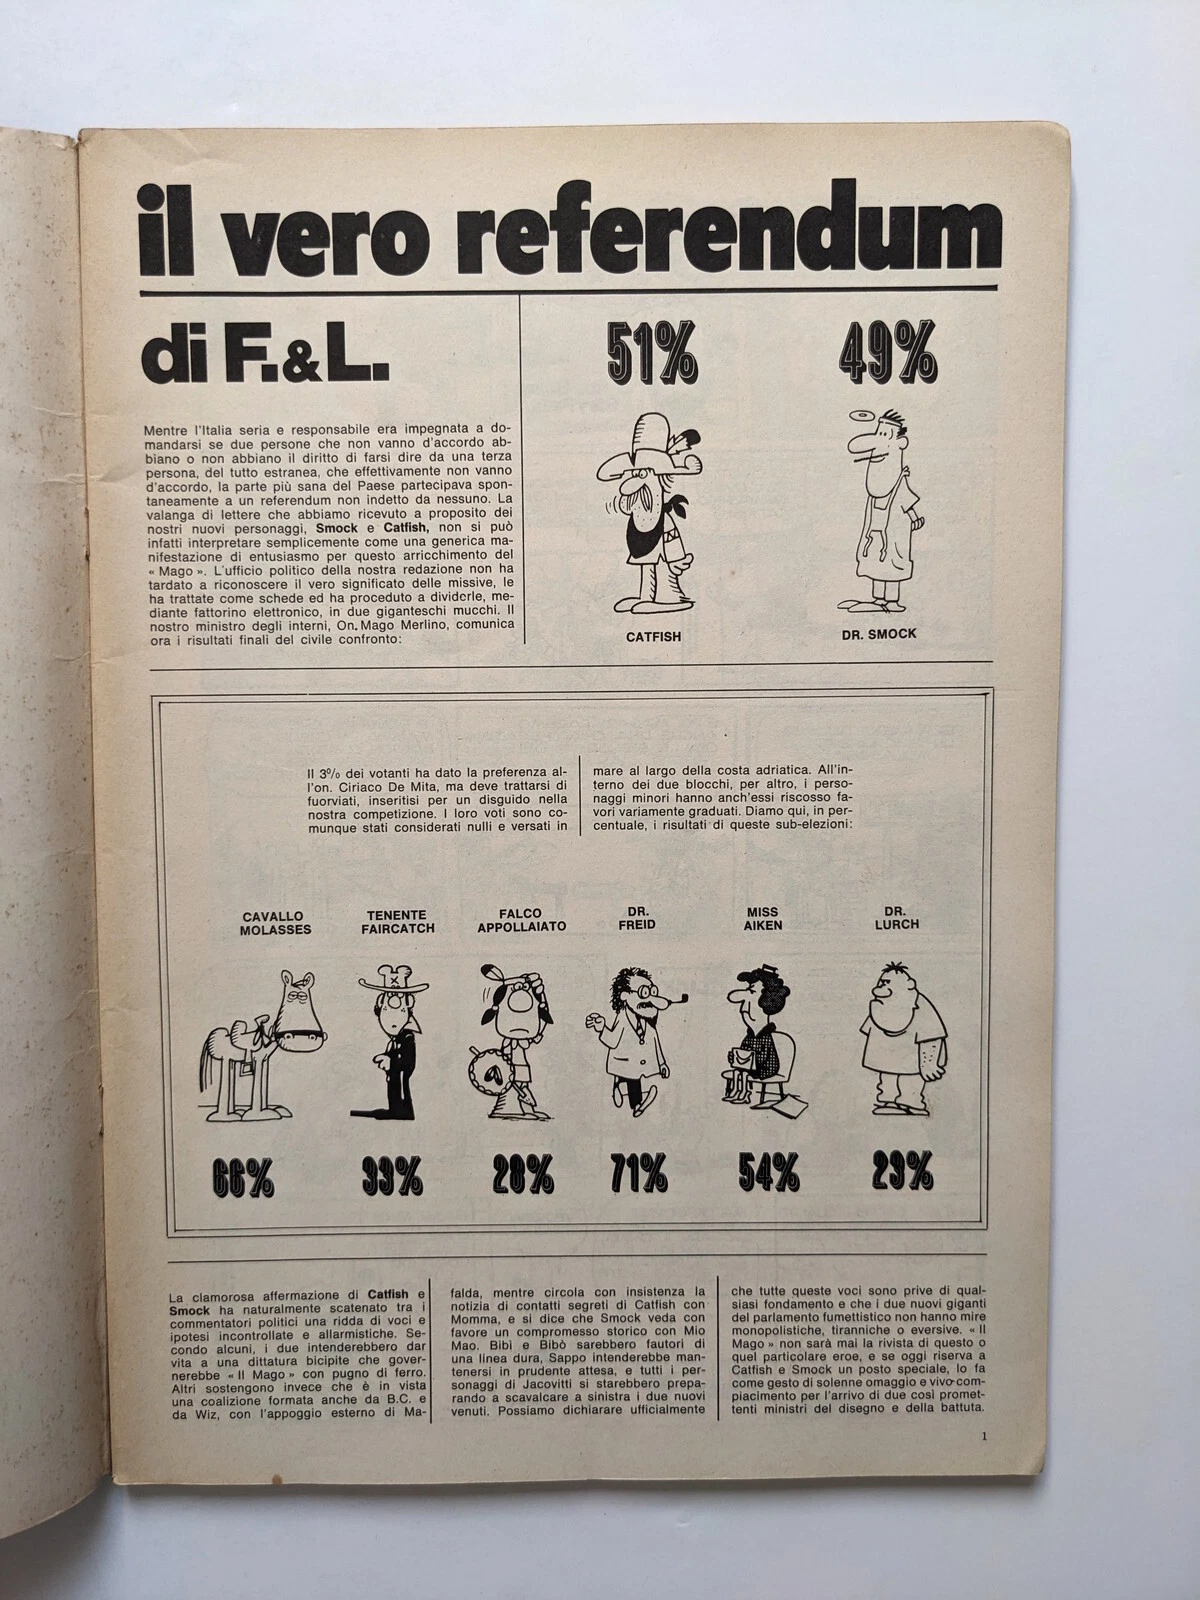 il vero referendum
di F.&L.
Mentre l'Italia seria e responsabile era impegnata a do-
mandarsi se due persone che non vanno d'accordo ab-
biano o non abbiano il diritto di farsi dire da una terza
persona, del tutto estranea, che effettivamente non vanno
d'accordo, la parte più sana del Paese partecipava spon-
taneamente a un referendum non indetto da nessuno. La
valanga di lettere che abbiamo ricevuto a proposito dei
nostri nuovi personaggi, Smock e Catfish, non si può
infatti interpretare semplicemente come una generica ma-
nifestazione di entusiasmo per questo arricchimento del
« Mago ». L'ufficio politico della nostra redazione non ha
tardato a riconoscere il vero significato delle missive, le
ha trattate come schede ed ha proceduto a dividerle, me-
diante fattorino elettronico, in due giganteschi mucchi. Il
nostro ministro degli interni, On. Mago Merlino, comunica
ora i risultati finali del civile confronto:
51%
CATFISH
49%
DR. SMOCK
Il 3% dei votanti ha dato la preferenza al-
l'on. Ciriaco De Mita, ma deve trattarsi di
fuorviati, inseritisi per un disguido nella
nostra competizione. I loro voti sono co-
munque stati considerati nulli e versati in
mare al largo della costa adriatica. All'in-
terno dei due blocchi, per altro, i perso-
naggi minori hanno anch'essi riscosso fa-
vori variamente graduati. Diamo qui, in per-
centuale, i risultati di queste sub-elezioni:
CAVALLO
MOLASSES
66%
TENENTE
FAIRCATCH
33%
FALCO
APPOLLAIATO
28%
DR.
FREID
71%
MISS
AIKEN
54%
DR.
LURCH
23%
La clamorosa affermazione di Catfish e
Smock ha naturalmente scatenato tra i
commentatori politici una ridda di voci e
ipotesi incontrollate e allarmistiche. Se-
condo alcuni, i due intenderebbero dar
vita a una dittatura bicipite che gover-
nerebbe « Il Mago » con pugno di ferro.
Altri sostengono invece che è in vista
una coalizione formata anche da B.C. e
da Wiz, con l'appoggio esterno di Ma-
falda, mentre circola con insistenza la
notizia di contatti segreti di Catfish con
Momma, e si dice che Smock veda con
favore un compromesso storico con Mio
Mao. Bibì e Bibò sarebbero fautori di
una linea dura, Sappo intenderebbe man-
tenersi in prudente attesa, e tutti i per-
sonaggi di Jacovitti si starebbero prepa-
rando a scavalcare a sinistra i due nuovi
venuti. Possiamo dichiarare ufficialmente
che tutte queste voci sono prive di qual-
siasi fondamento e che i due nuovi giganti
del parlamento fumettistico non hanno mire
monopolistiche, tiranniche o eversive. « Il
Mago » non sarà mai la rivista di questo o
quel particolare eroe, e se oggi riserva a
Catfish e Smock un posto speciale, lo fa
come gesto di solenne omaggio e vivo com-
piacimento per l'arrivo di due così promet-
tenti ministri del disegno e della battuta.
1